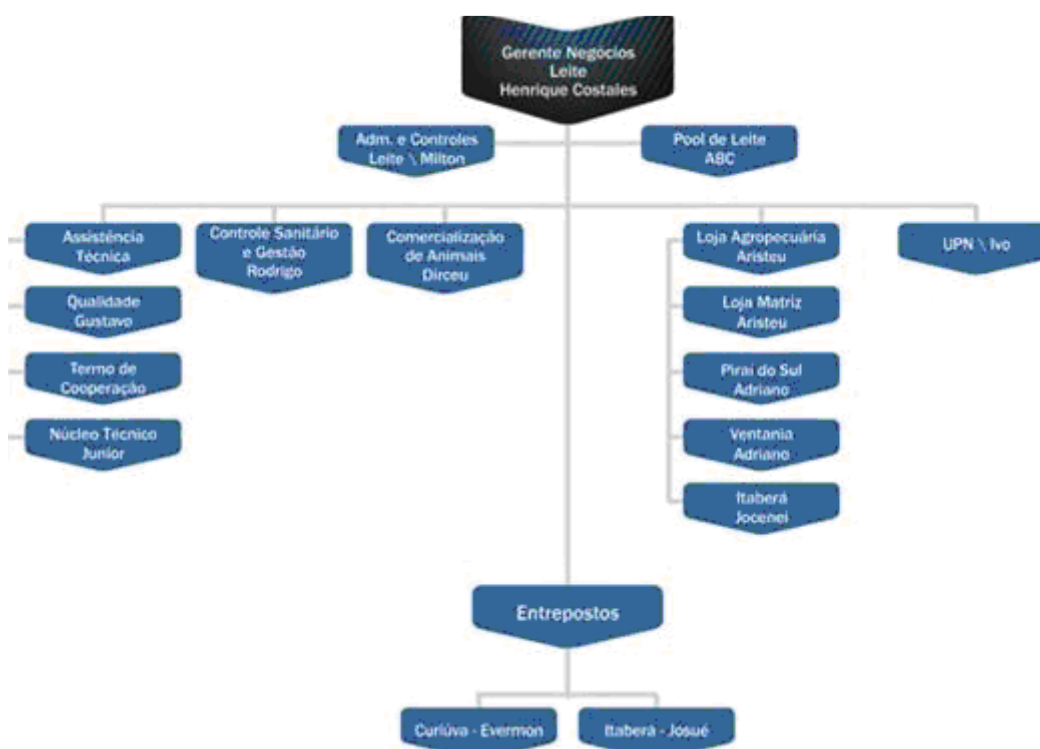 Gerente Negócios
Leite
Henrique Costales
Adm. e Controles
Leite \ Milton
Pool de Leite
ABC
Assistência
Técnica
Controle Sanitário
e Gestão
Rodrigo
Comercialização
de Animais
Dirceu
Loja Agropecuária
Aristeu
UPN \ Ivo
Qualidade
Gustavo
Loja Matriz
Aristeu
Termo de
Cooperação
Piraí do Sul
Adriano
Núcleo Técnico
Junior
Ventania
Adriano
Itaberá
Jocenei
Entrepostos
Curiúva - Evermon
Itaberá - Josué